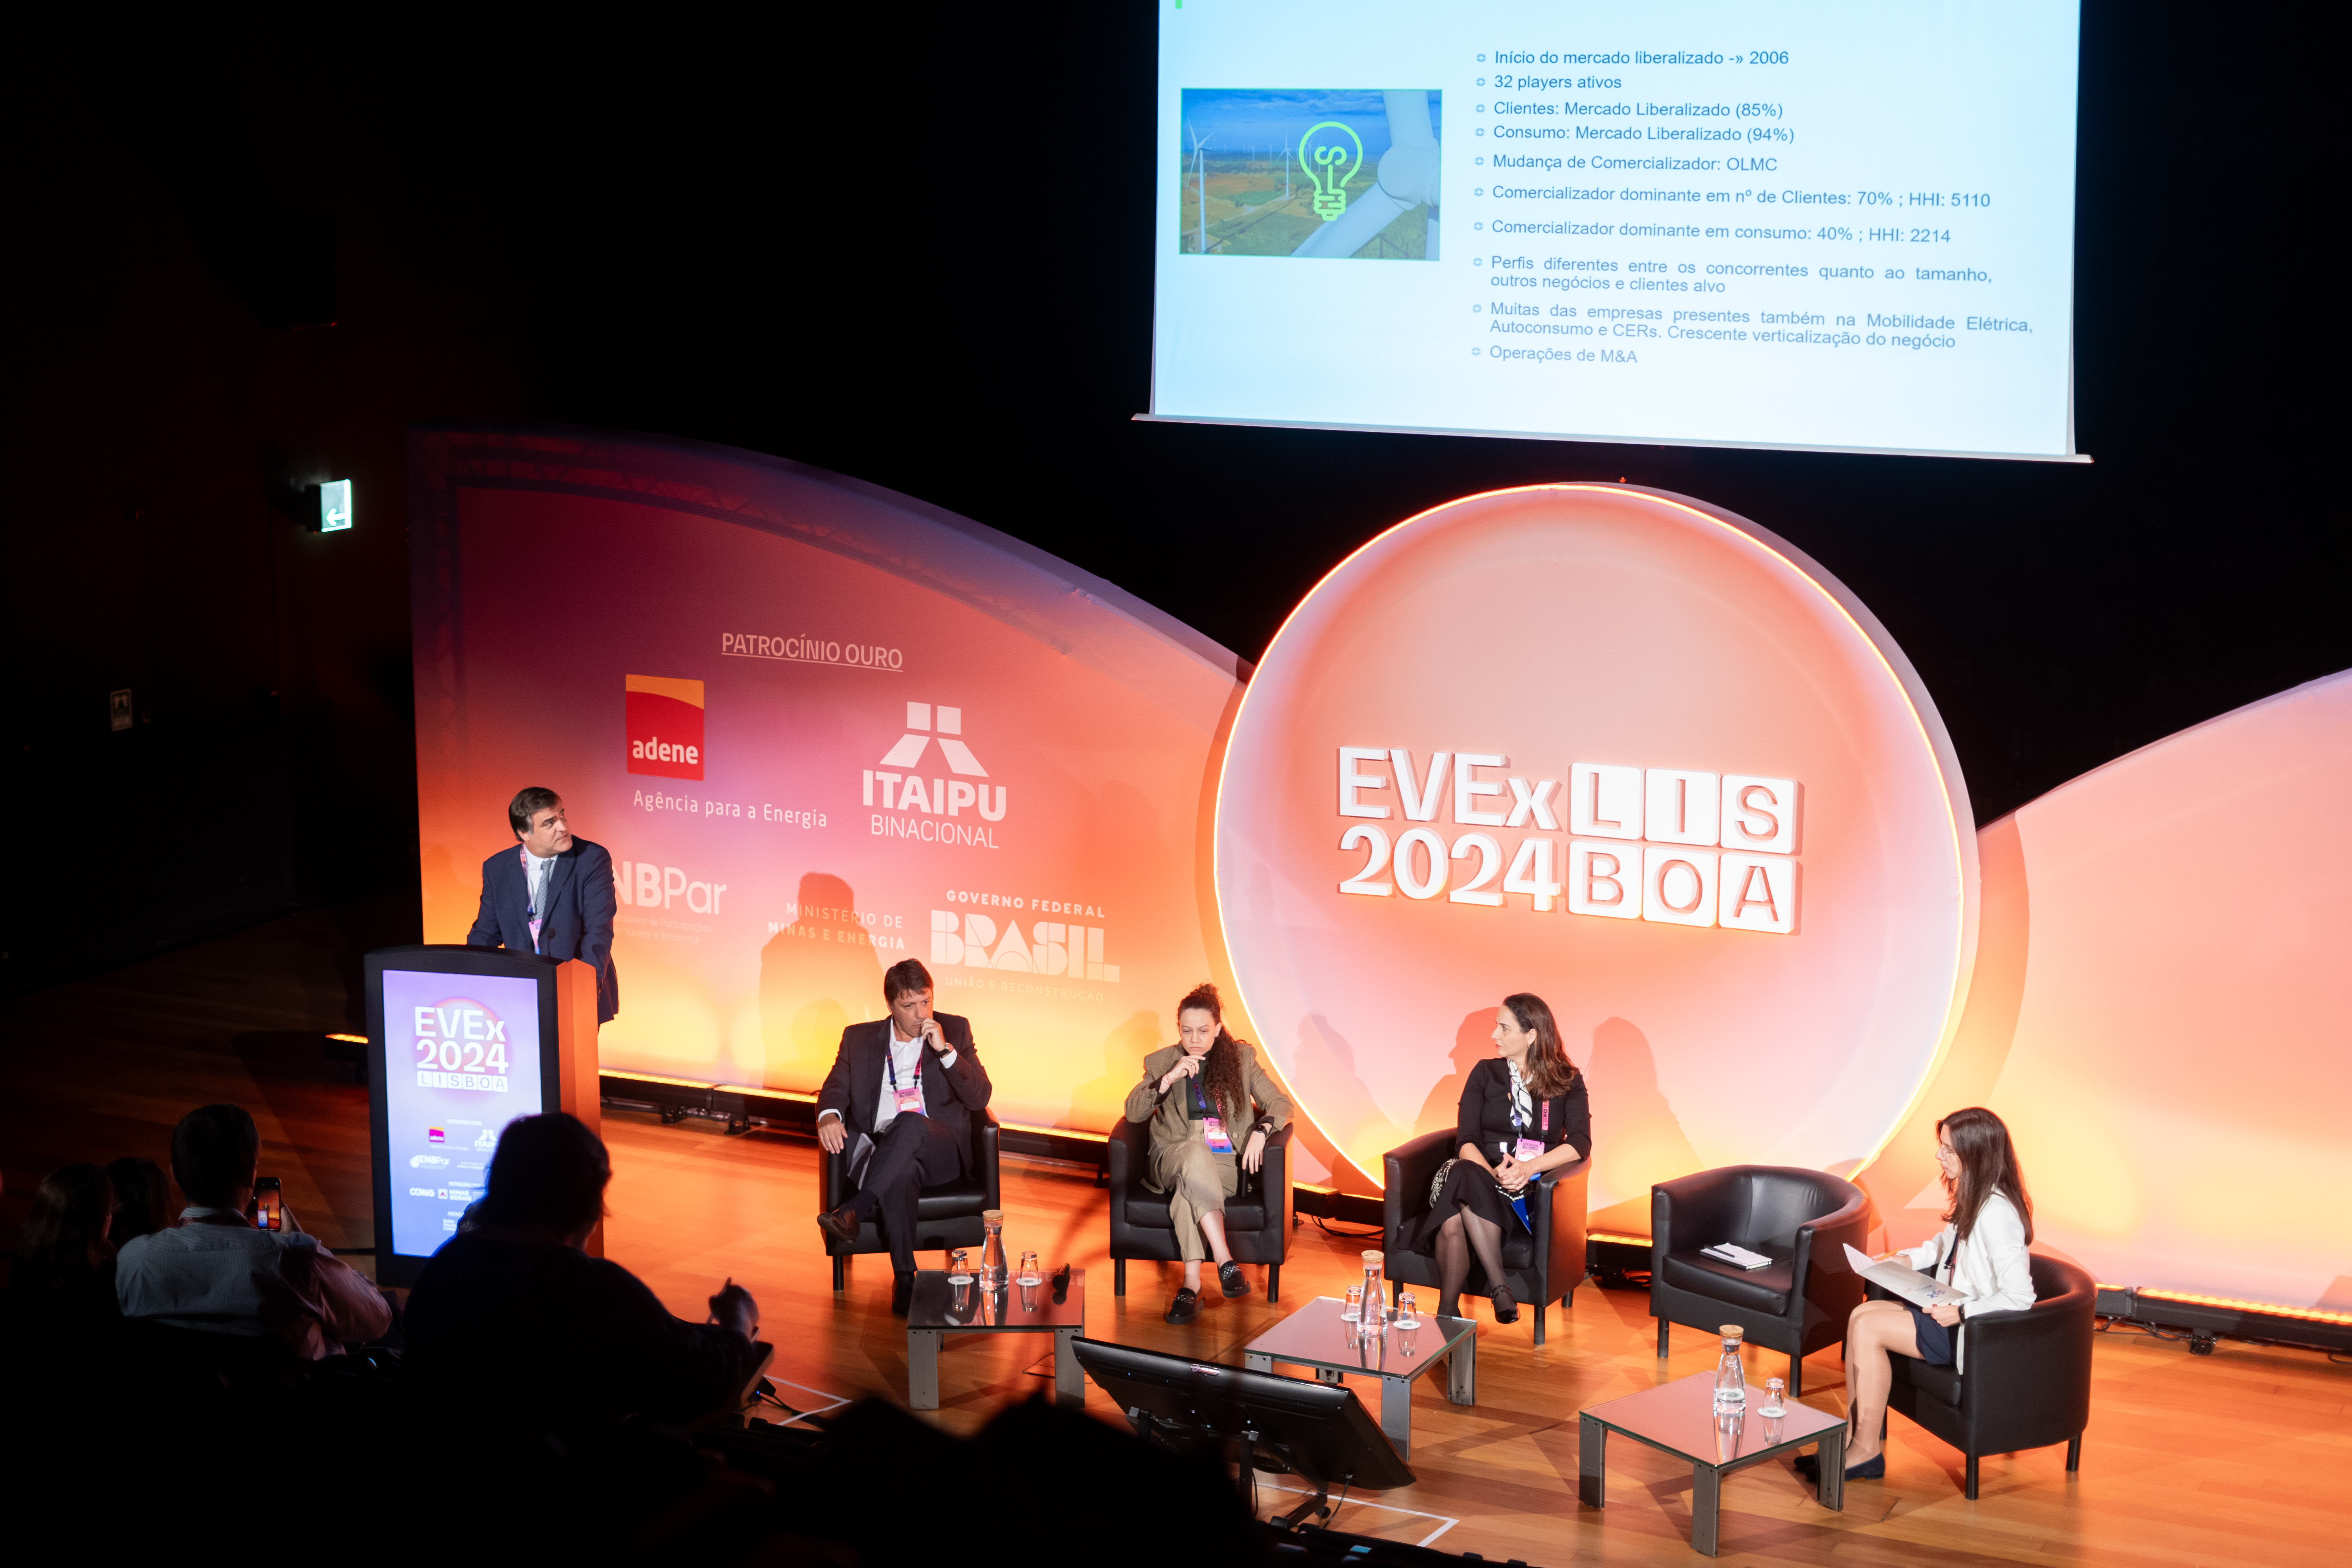 Início do mercado liberalizado -» 2006
32 players ativos
Clientes: Mercado Liberalizado (85%)
Consumo: Mercado Liberalizado (94%)
Mudança de Comercializador: OLMC
Comercializador dominante em nº de Clientes: 70% ; HHI: 5110
Comercializador dominante em consumo: 40% ; HHI: 2214
Perfis diferentes entre os concorrentes quanto ao tamanho,
outros negócios e clientes alvo
Muitas das empresas presentes também na Mobilidade Elétrica,
Autoconsumo e CERs. Crescente verticalização do negócio
Operações de M&A
PATROCÍNIO OURO
adene
Agência para a Energia
ITAIPU
BINACIONAL
NBPar
MINISTÉRIO DE
MINAS E ENERGIA
GOVERNO FEDERAL
BRASIL
UNIÃO E RECONSTRUÇÃO
EVEx LIS
2024 BOA
EVEx
2024
LISBOA
adene